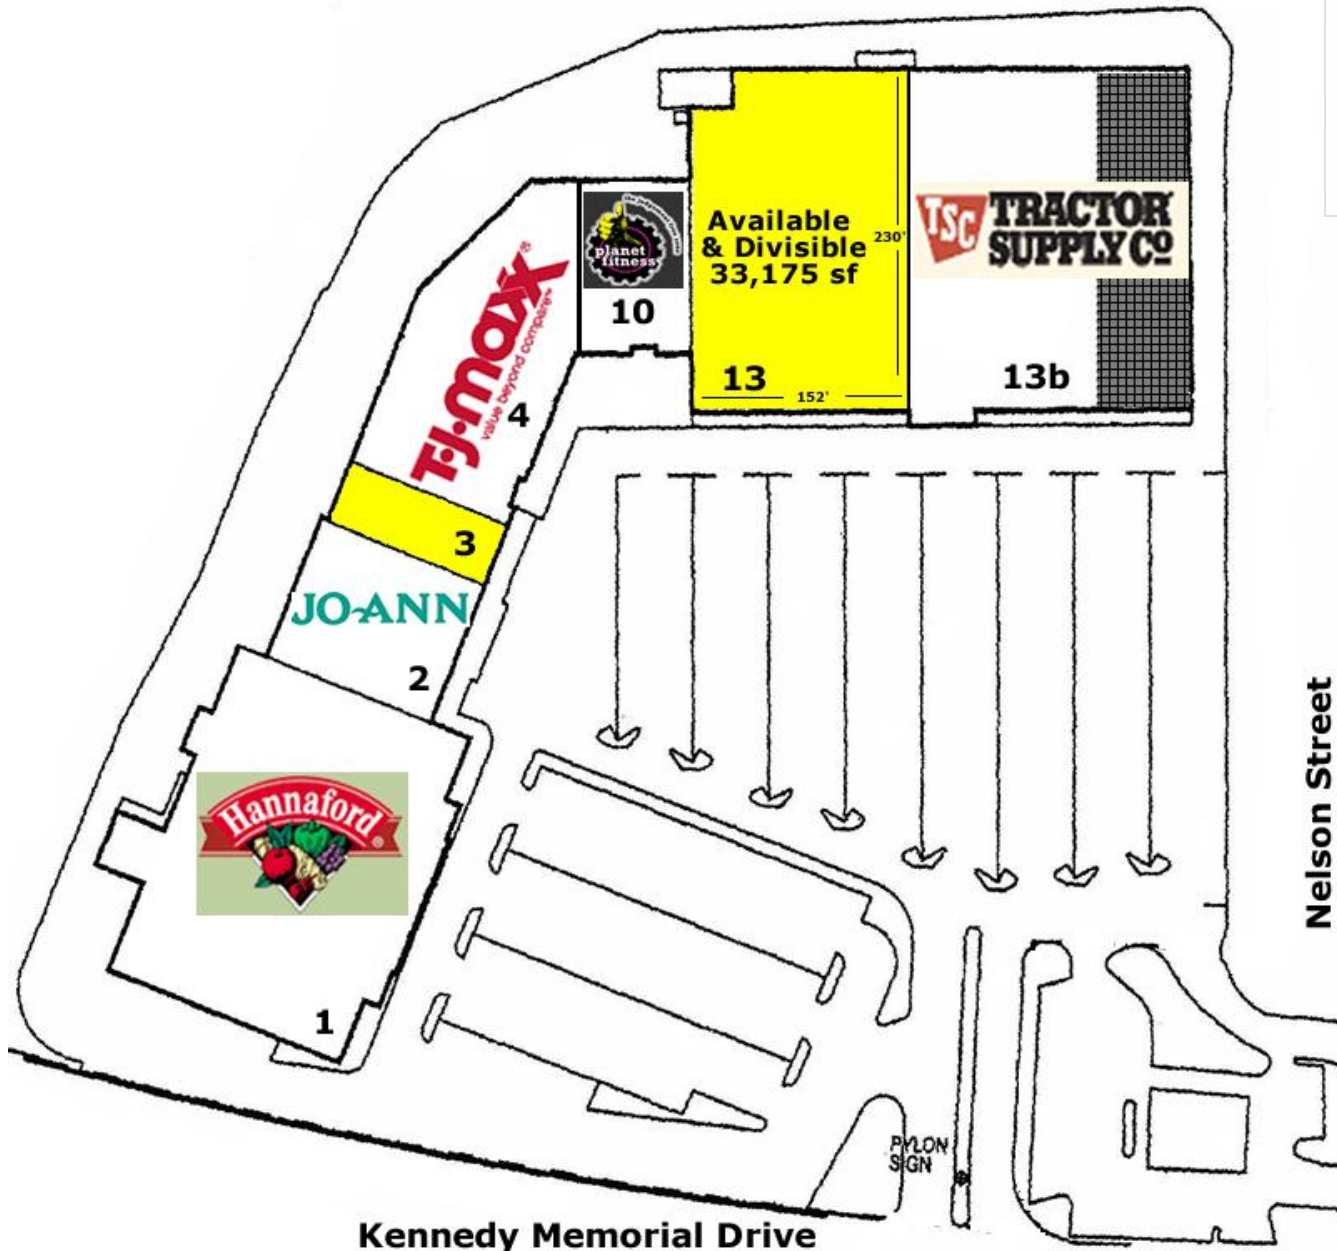 TSC TRACTOR
SUPPLY CO
planet
fitness
Available
& Divisible
33,175 sf
230'
10
13
152'
13b
T·J·maxx®
value beyond compare™
4
3
JO-ANN
2
Hannaford®
1
Nelson Street
PYLON
SIGN
Kennedy Memorial Drive